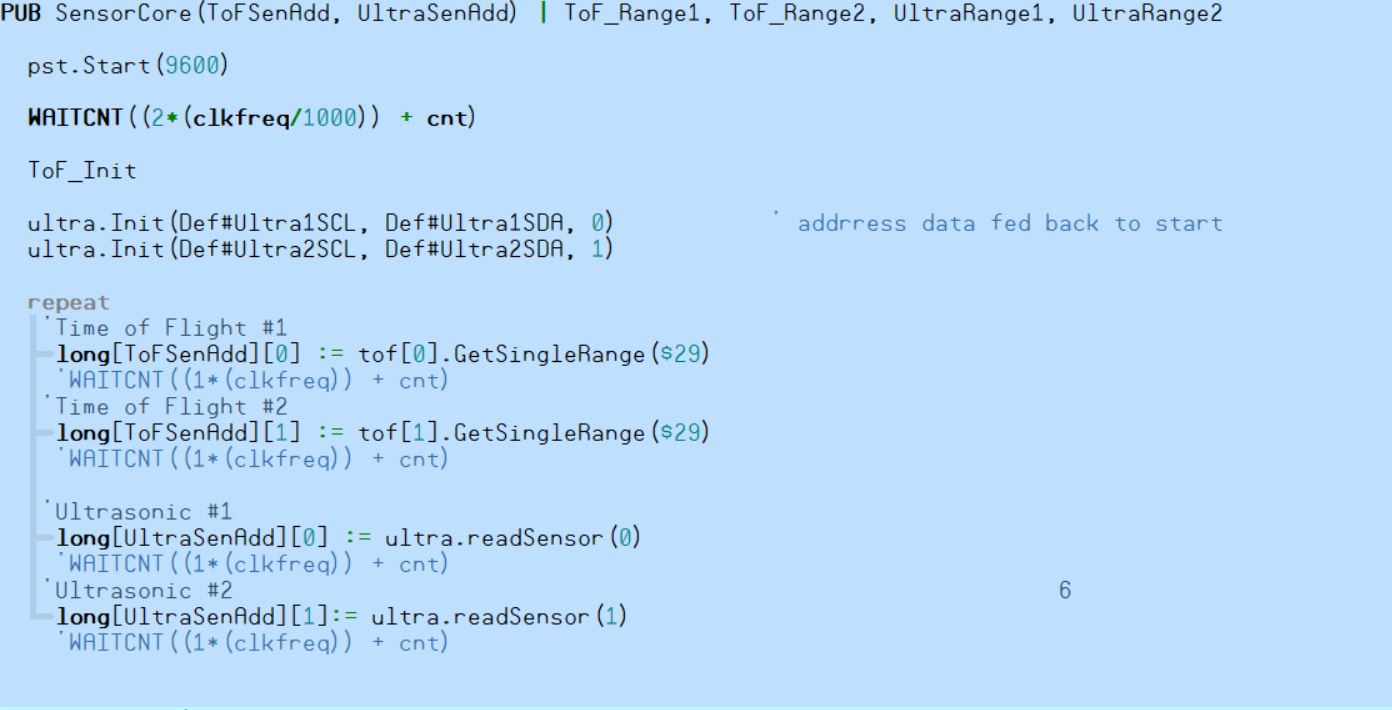 PUB SensorCore(ToFSenAdd, UltraSenAdd) | ToF_Range1, ToF_Range2, UltraRange1, UltraRange2
pst.Start(9600)
WAITCNT((2*(clkfreq/1000)) + cnt)
ToF_Init
ultra.Init(Def#Ultra1SCL, Def#Ultra1SDA, 0) ' addrress data fed back to start
ultra.Init(Def#Ultra2SCL, Def#Ultra2SDA, 1)
repeat
'Time of Flight #1
long[ToFSenAdd][0] := tof[0].GetSingleRange($29)
'WAITCNT((1*(clkfreq)) + cnt)
'Time of Flight #2
long[ToFSenAdd][1] := tof[1].GetSingleRange($29)
'WAITCNT((1*(clkfreq)) + cnt)
'Ultrasonic #1
long[UltraSenAdd][0] := ultra.readSensor(0)
'WAITCNT((1*(clkfreq)) + cnt)
'Ultrasonic #2 6
long[UltraSenAdd][1]:= ultra.readSensor(1)
'WAITCNT((1*(clkfreq)) + cnt)